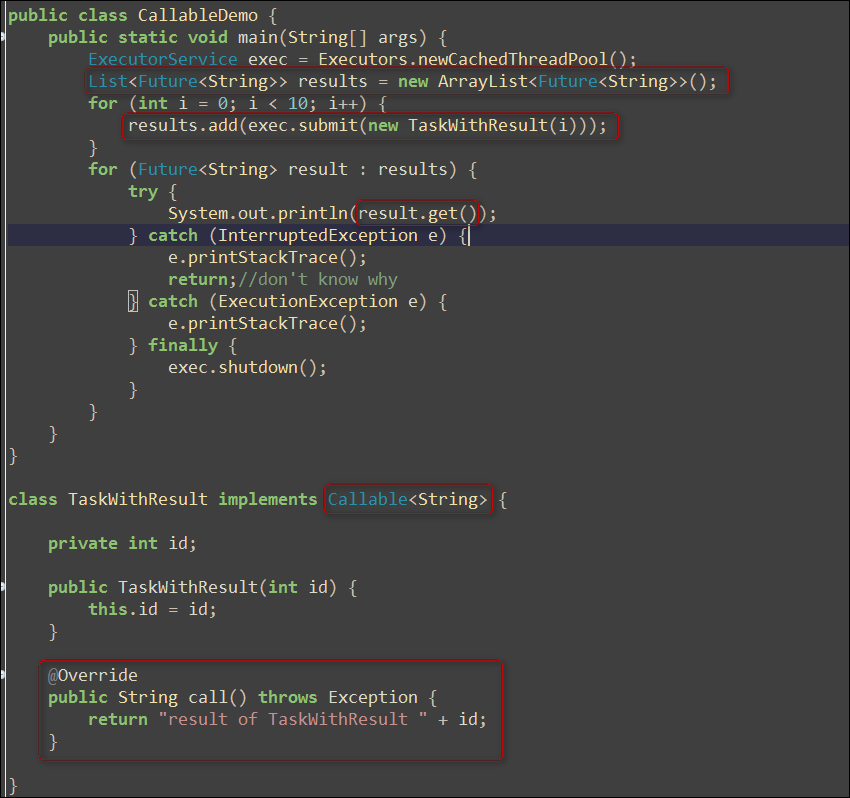 public class CallableDemo {
    public static void main(String[] args) {
        ExecutorService exec = Executors.newCachedThreadPool();
        List<Future<String>> results = new ArrayList<Future<String>>();
        for (int i = 0; i < 10; i++) {
            results.add(exec.submit(new TaskWithResult(i)));
        }
        for (Future<String> result : results) {
            try {
                System.out.println(result.get());
            } catch (InterruptedException e) {
                e.printStackTrace();
                return;//don't know why
            } catch (ExecutionException e) {
                e.printStackTrace();
            } finally {
                exec.shutdown();
            }
        }
    }
}
class TaskWithResult implements Callable<String> {
    private int id;
    public TaskWithResult(int id) {
        this.id = id;
    }
    @Override
    public String call() throws Exception {
        return "result of TaskWithResult " + id;
    }
}